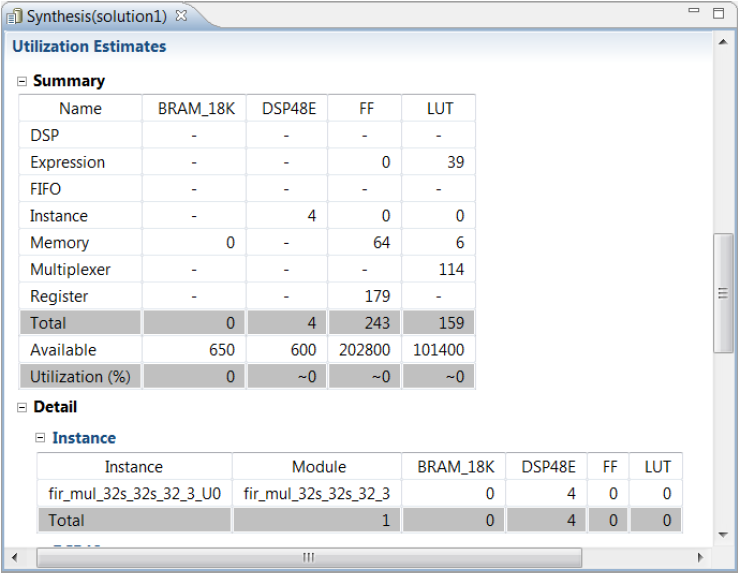 Synthesis(solution1)
Utilization Estimates
Summary
Name BRAM_18K DSP48E FF LUT
DSP - - - -
Expression - - 0 39
FIFO - - - -
Instance - 4 0 0
Memory 0 - 64 6
Multiplexer - - - 114
Register - - 179 -
Total 0 4 243 159
Available 650 600 202800 101400
Utilization (%) 0 ~0 ~0 ~0
Detail
Instance
Instance Module BRAM_18K DSP48E FF LUT
fir_mul_32s_32s_32_3_U0 fir_mul_32s_32s_32_3 0 4 0 0
Total 1 0 4 0 0